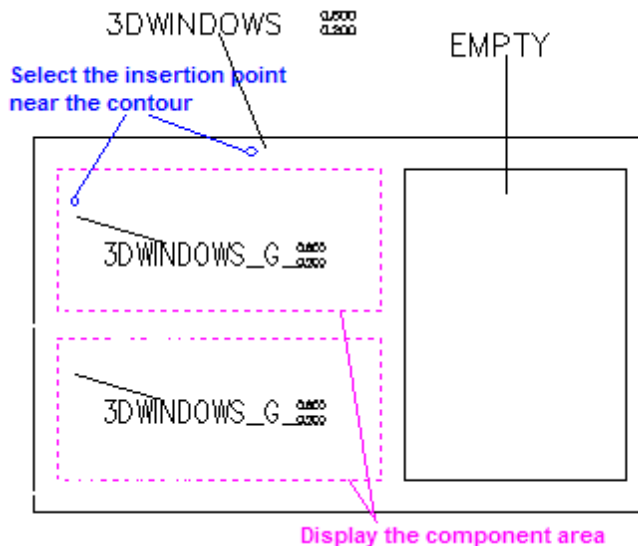 3DWINDOWS
EMPTY
Select the insertion point
near the contour
3DWINDOWS_G_
3DWINDOWS_G_
Display the component area